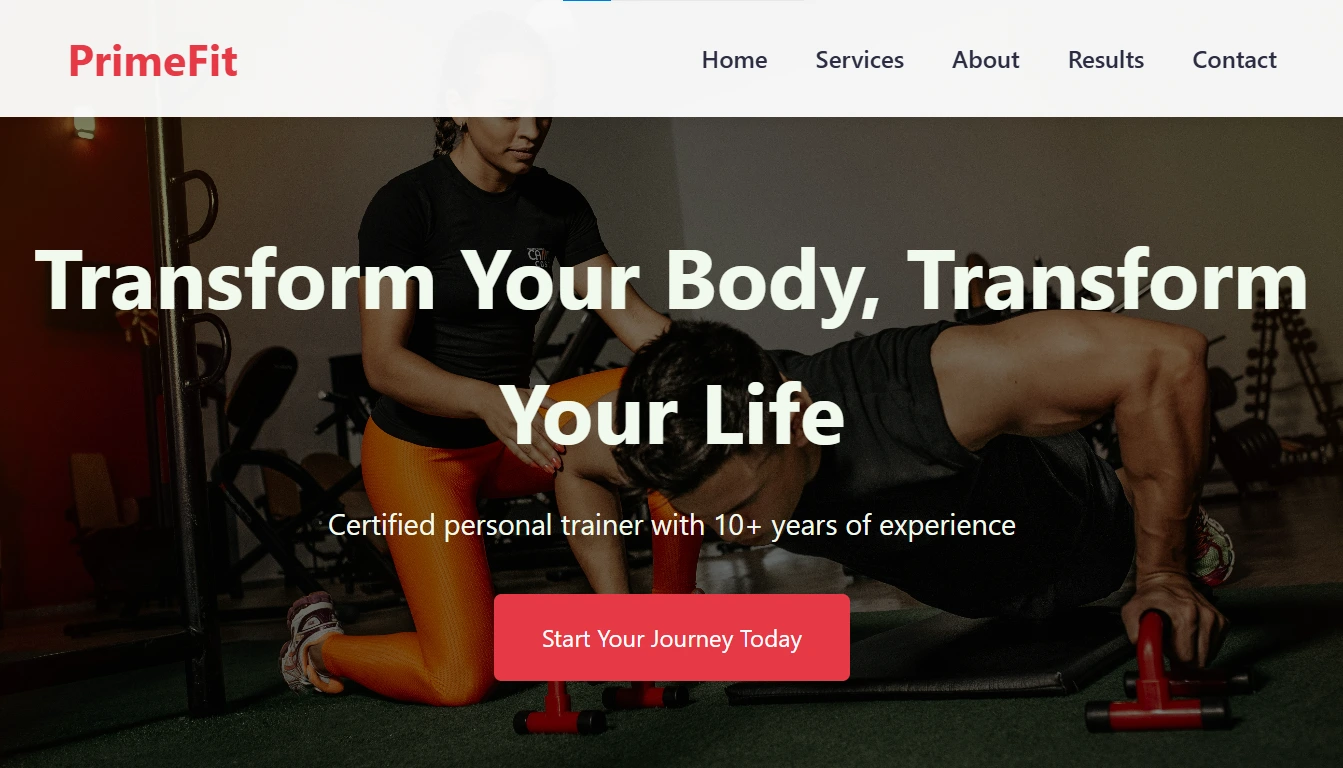 PrimeFit
Home Services About Results Contact
Transform Your Body, Transform
Your Life
Certified personal trainer with 10+ years of experience
Start Your Journey Today